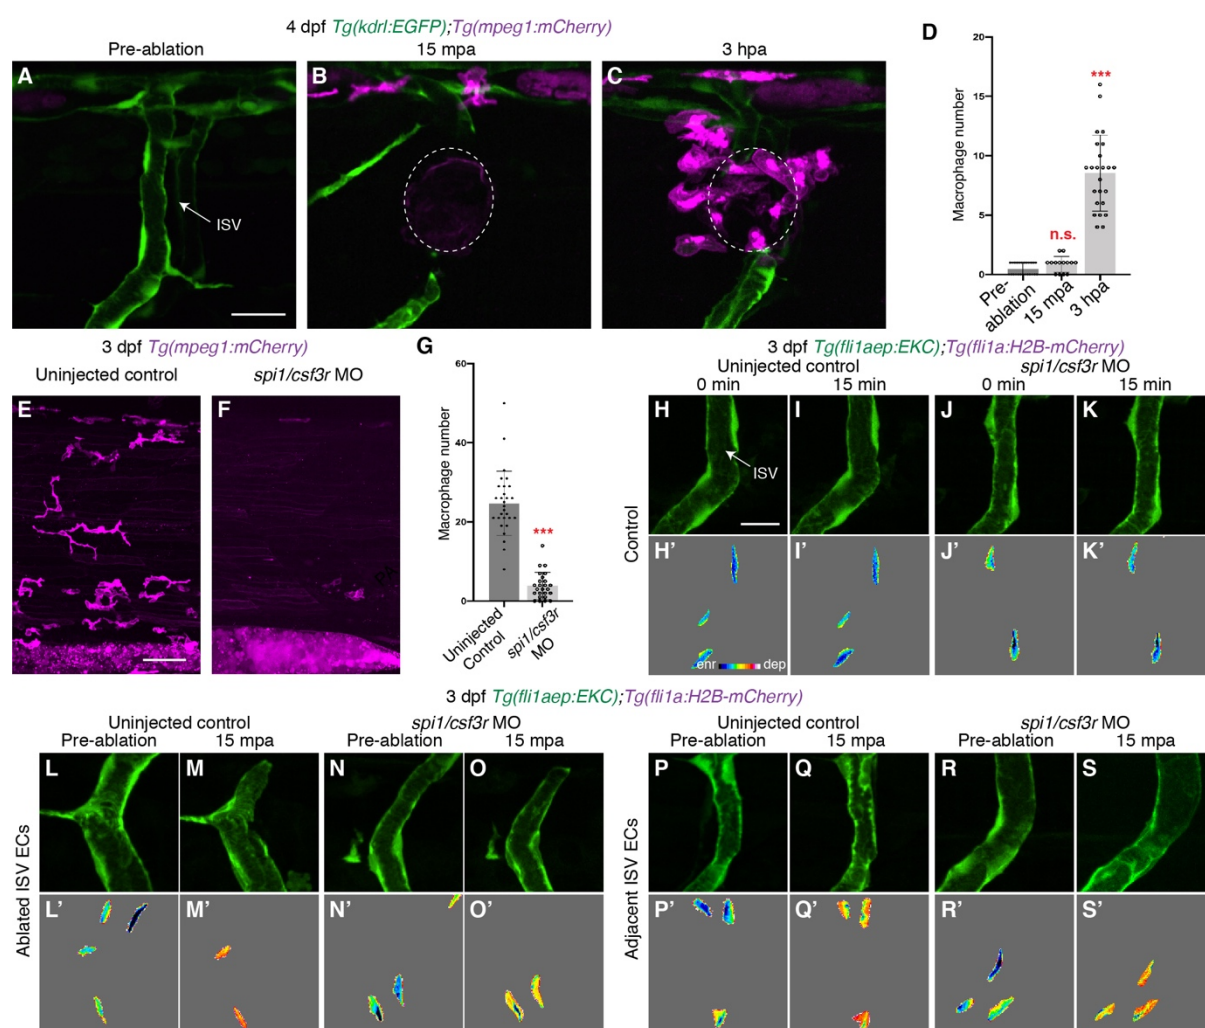 4 dpf Tg(kdrl:EGFP);Tg(mpeg1:mCherry)
Pre-ablation 15 mpa 3 hpa
A B C
ISV
D
Macrophage number
20
15
10
5
0
***
n.s.
Pre-ablation
15 mpa
3 hpa
3 dpf Tg(mpeg1:mCherry)
Uninjected control spi1/csf3r MO
E F
G
Macrophage number
60
40
20
0
***
Uninjected Control
spi1/csf3r MO
3 dpf Tg(fli1aep:EKC);Tg(fli1a:H2B-mCherry)
Uninjected control spi1/csf3r MO
0 min 15 min 0 min 15 min
Control
H I J K
ISV
H' I' J' K'
enr dep
3 dpf Tg(fli1aep:EKC);Tg(fli1a:H2B-mCherry)
Uninjected control spi1/csf3r MO
Pre-ablation 15 mpa Pre-ablation 15 mpa
Ablated ISV ECs
L M N O
L' M' N' O'
Uninjected control spi1/csf3r MO
Pre-ablation 15 mpa Pre-ablation 15 mpa
Adjacent ISV ECs
P Q R S
P' Q' R' S'